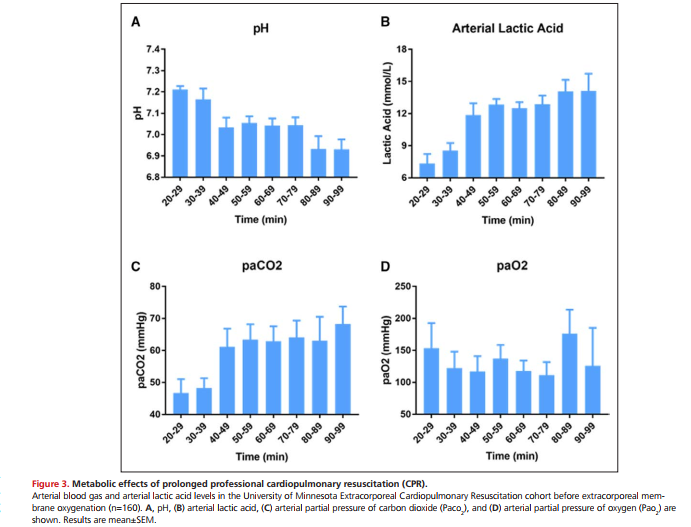 A
pH
pH
7.4
7.3
7.2
7.1
7.0
6.9
6.8
20-29
30-39
40-49
50-59
60-69
70-79
80-89
90-99
Time (min)
B
Arterial Lactic Acid
Lactic Acid (mmol/L)
18
15
12
9
6
20-29
30-39
40-49
50-59
60-69
70-79
80-89
90-99
Time (min)
C
paCO2
paCO2 (mmHg)
80
70
60
50
40
20-29
30-39
40-49
50-59
60-69
70-79
80-89
90-99
Time (min)
D
paO2
paO2 (mmHg)
250
200
150
100
50
20-29
30-39
40-49
50-59
60-69
70-79
80-89
90-99
Time (min)
Figure 3. Metabolic effects of prolonged professional cardiopulmonary resuscitation (CPR).
Arterial blood gas and arterial lactic acid levels in the University of Minnesota Extracorporeal Cardiopulmonary Resuscitation cohort before extracorporeal mem-
brane oxygenation (n=160). A, pH, (B) arterial lactic acid, (C) arterial partial pressure of carbon dioxide (Paco2), and (D) arterial partial pressure of oxygen (Pao2) are
shown. Results are mean±SEM.